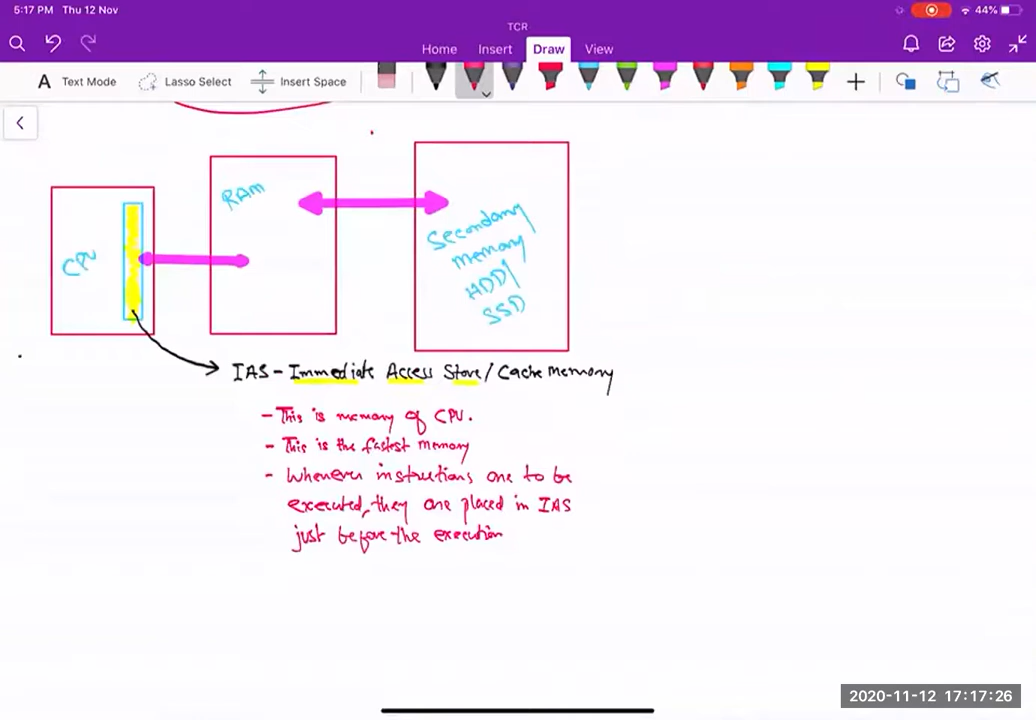 5:17 PM Thu 12 Nov
44%
TCR
Home Insert Draw View
A Text Mode Lasso Select Insert Space
CPU
RAM
Secondary
memory
HDD/
SSD
IAS - Immediate Access Store / Cache Memory
- This is memory of CPU.
- This is the fastest memory
- Whenever instructions are to be
executed, they are placed in IAS
just before the execution
2020-11-12 17:17:26